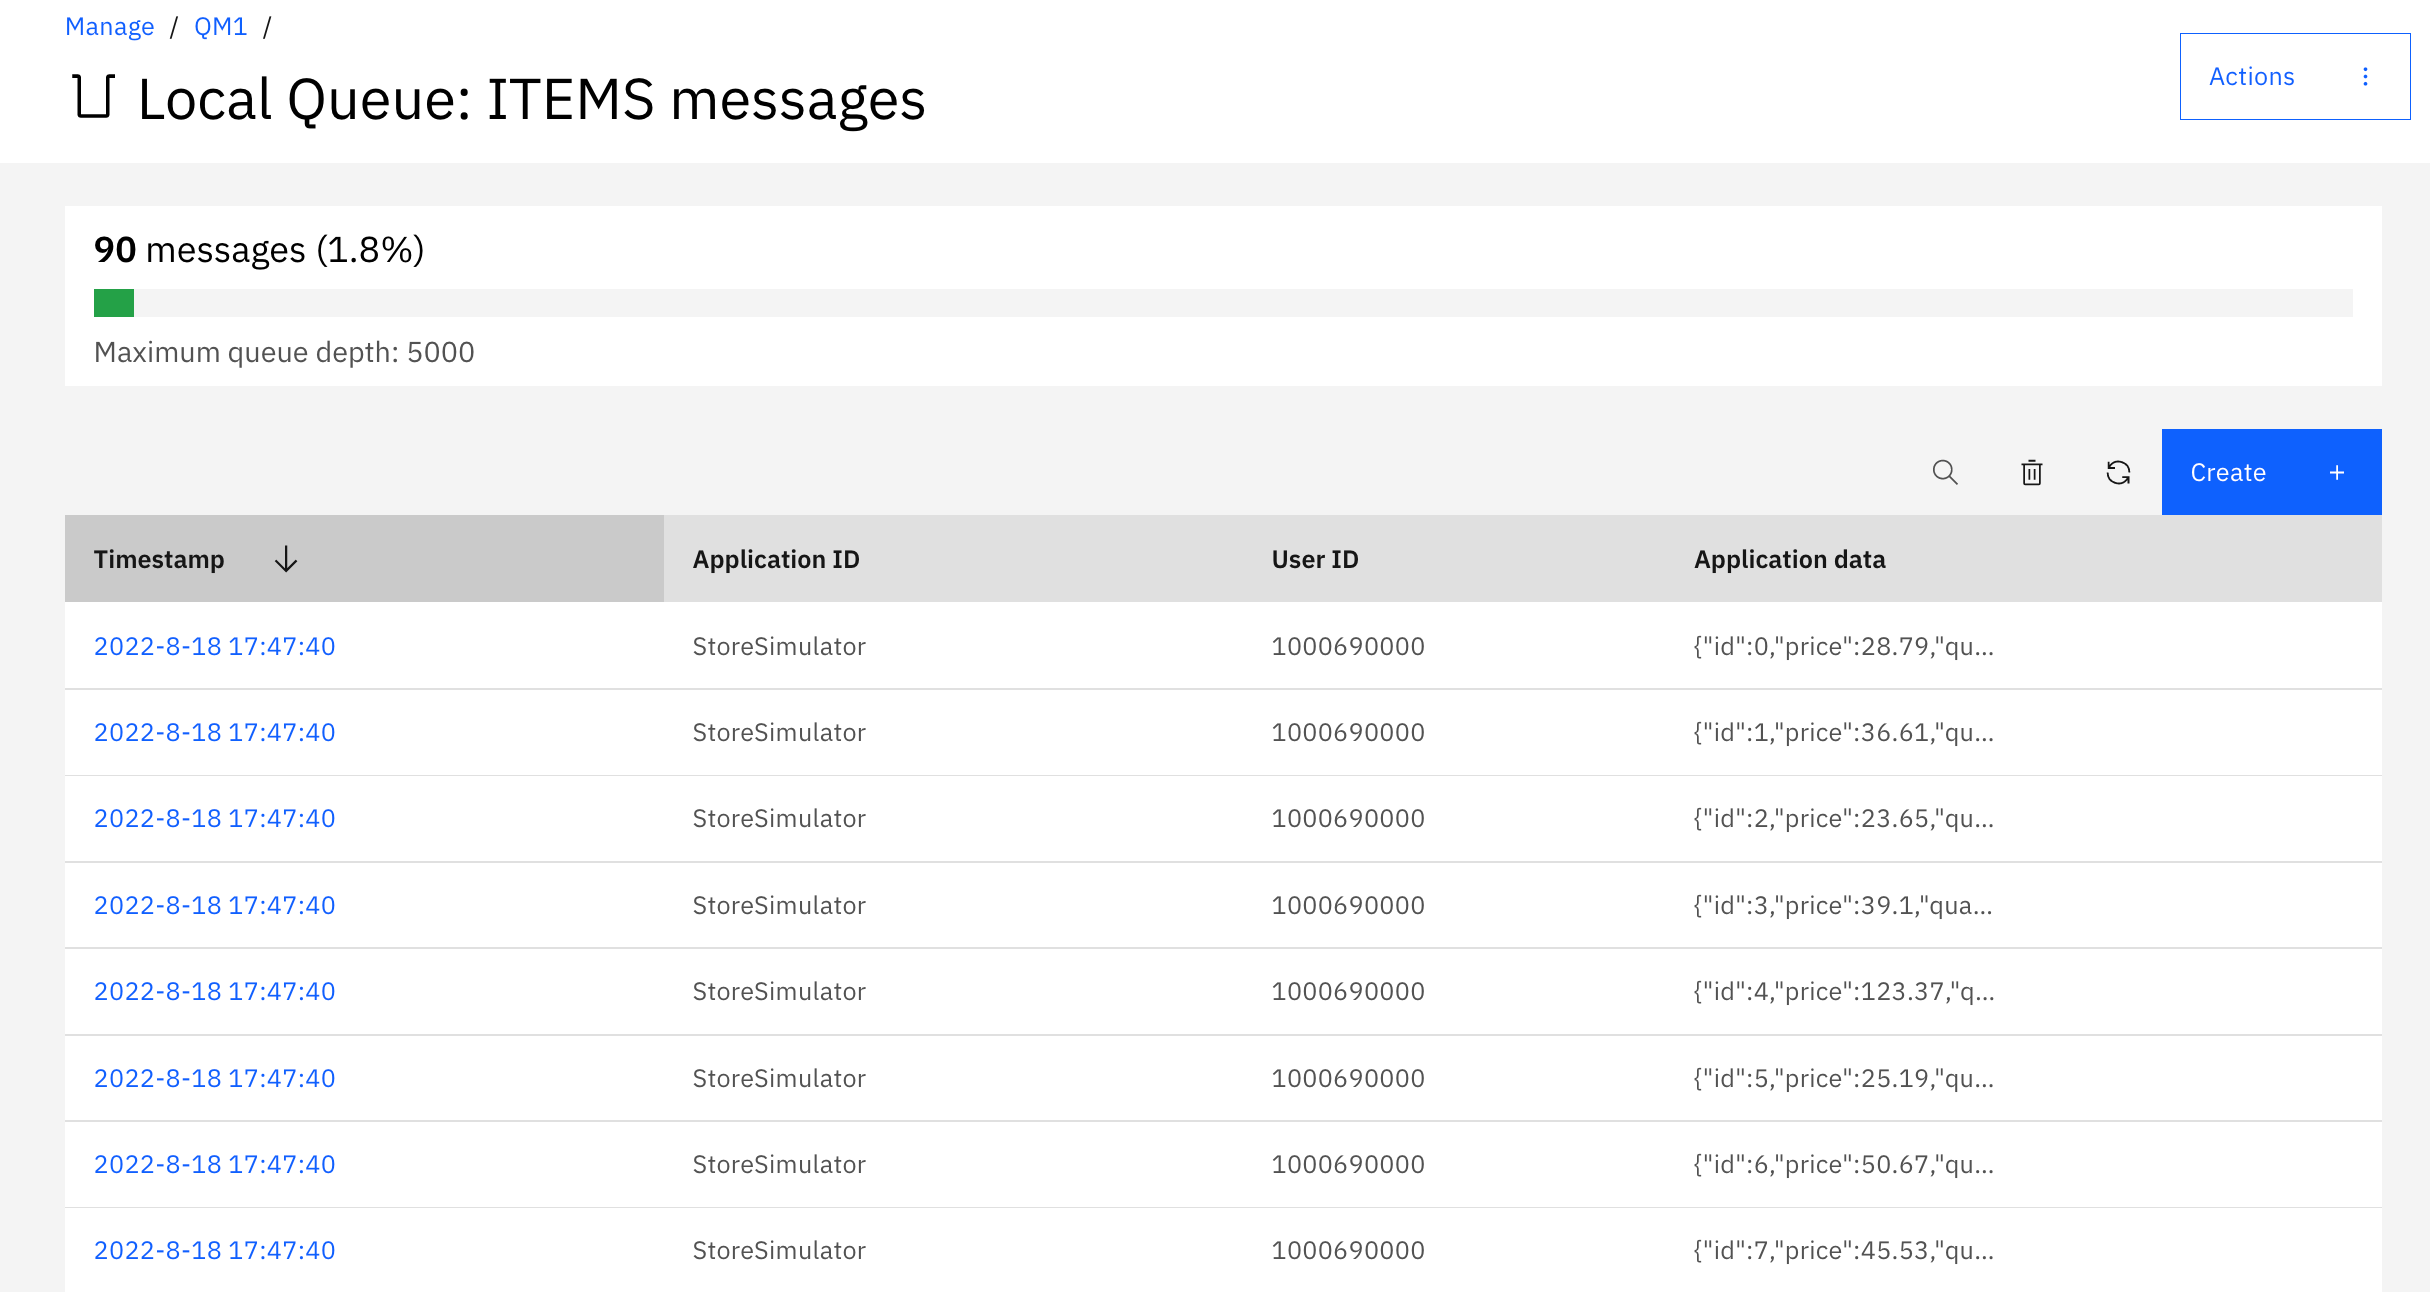 Manage / QM1 /
Local Queue: ITEMS messages
Actions
90 messages (1.8%)
Maximum queue depth: 5000
Create +
Timestamp Application ID User ID Application data
2022-8-18 17:47:40 StoreSimulator 1000690000 {"id":0,"price":28.79,"qu...
2022-8-18 17:47:40 StoreSimulator 1000690000 {"id":1,"price":36.61,"qu...
2022-8-18 17:47:40 StoreSimulator 1000690000 {"id":2,"price":23.65,"qu...
2022-8-18 17:47:40 StoreSimulator 1000690000 {"id":3,"price":39.1,"qua...
2022-8-18 17:47:40 StoreSimulator 1000690000 {"id":4,"price":123.37,"q...
2022-8-18 17:47:40 StoreSimulator 1000690000 {"id":5,"price":25.19,"qu...
2022-8-18 17:47:40 StoreSimulator 1000690000 {"id":6,"price":50.67,"qu...
2022-8-18 17:47:40 StoreSimulator 1000690000 {"id":7,"price":45.53,"qu...